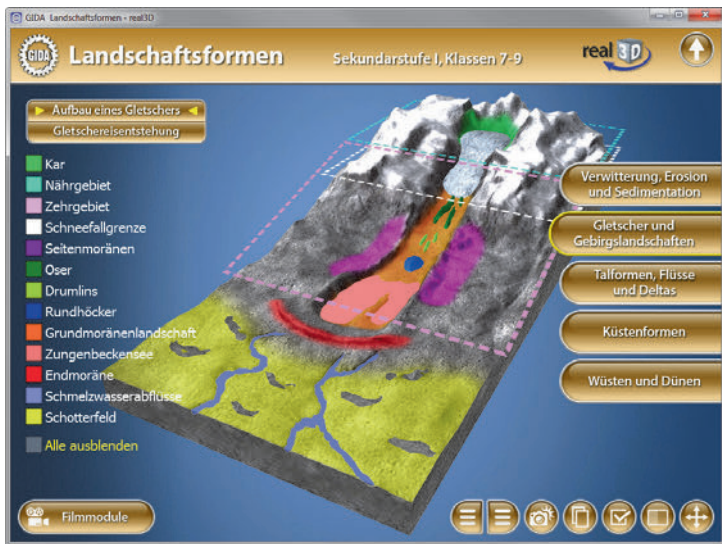 GIDA Landschaftsformen - real3D
GIDA
Landschaftsformen
Sekundarstufe I, Klassen 7-9
real 3D
Aufbau eines Gletschers
Gletschereisentstehung
Kar
Nährgebiet
Zehrgebiet
Schneefallgrenze
Seitenmoränen
Oser
Drumlins
Rundhöcker
Grundmoränenlandschaft
Zungenbeckensee
Endmoräne
Schmelzwasserabflüsse
Schotterfeld
Alle ausblenden
Verwitterung, Erosion
und Sedimentation
Gletscher und
Gebirgslandschaften
Talformen, Flüsse
und Deltas
Küstenformen
Wüsten und Dünen
Filmmodule